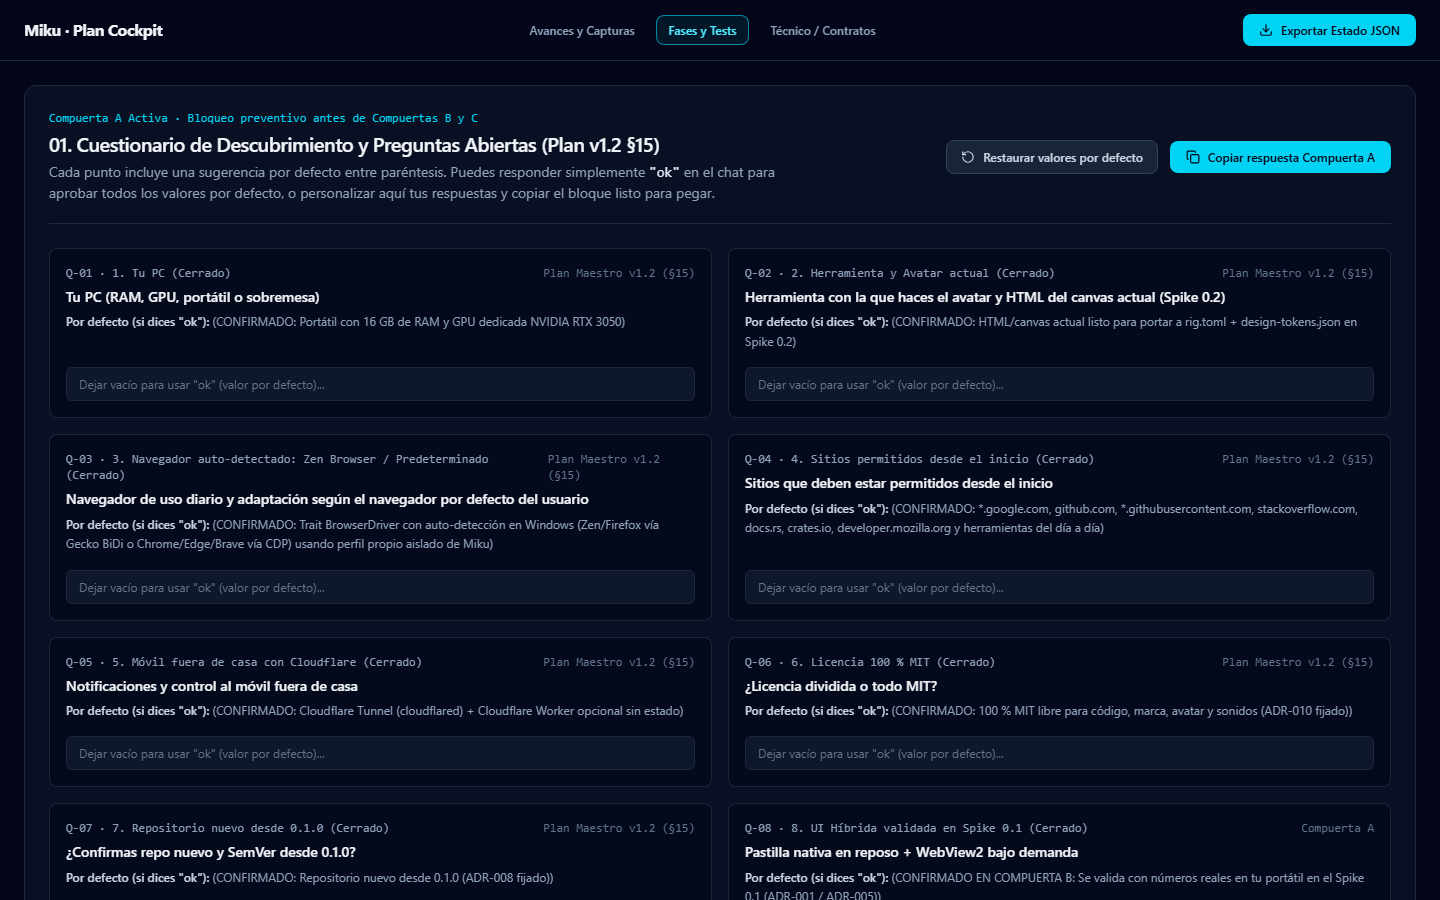 Miku · Plan Cockpit
Avances y Capturas
Fases y Tests
Técnico / Contratos
Exportar Estado JSON
Compuerta A Activa · Bloqueo preventivo antes de Compuertas B y C
01. Cuestionario de Descubrimiento y Preguntas Abiertas (Plan v1.2 §15)
Cada punto incluye una sugerencia por defecto entre paréntesis. Puedes responder simplemente "ok" en el chat para
aprobar todos los valores por defecto, o personalizar aquí tus respuestas y copiar el bloque listo para pegar.
Restaurar valores por defecto
Copiar respuesta Compuerta A
Q-01 · 1. Tu PC (Cerrado)
Plan Maestro v1.2 (§15)
Tu PC (RAM, GPU, portátil o sobremesa)
Por defecto (si dices "ok"): (CONFIRMADO: Portátil con 16 GB de RAM y GPU dedicada NVIDIA RTX 3050)
Dejar vacío para usar "ok" (valor por defecto)...
Q-02 · 2. Herramienta y Avatar actual (Cerrado)
Plan Maestro v1.2 (§15)
Herramienta con la que haces el avatar y HTML del canvas actual (Spike 0.2)
Por defecto (si dices "ok"): (CONFIRMADO: HTML/canvas actual listo para portar a rig.toml + design-tokens.json en
Spike 0.2)
Dejar vacío para usar "ok" (valor por defecto)...
Q-03 · 3. Navegador auto-detectado: Zen Browser / Predeterminado
(Cerrado)
Plan Maestro v1.2
(§15)
Navegador de uso diario y adaptación según el navegador por defecto del usuario
Por defecto (si dices "ok"): (CONFIRMADO: Trait BrowserDriver con auto-detección en Windows (Zen/Firefox vía
Gecko BiDi o Chrome/Edge/Brave vía CDP) usando perfil propio aislado de Miku)
Dejar vacío para usar "ok" (valor por defecto)...
Q-04 · 4. Sitios permitidos desde el inicio (Cerrado)
Plan Maestro v1.2 (§15)
Sitios que deben estar permitidos desde el inicio
Por defecto (si dices "ok"): (CONFIRMADO: *.google.com, github.com, *.githubusercontent.com, stackoverflow.com,
docs.rs, crates.io, developer.mozilla.org y herramientas del día a día)
Dejar vacío para usar "ok" (valor por defecto)...
Q-05 · 5. Móvil fuera de casa con Cloudflare (Cerrado)
Plan Maestro v1.2 (§15)
Notificaciones y control al móvil fuera de casa
Por defecto (si dices "ok"): (CONFIRMADO: Cloudflare Tunnel (cloudflared) + Cloudflare Worker opcional sin estado)
Dejar vacío para usar "ok" (valor por defecto)...
Q-06 · 6. Licencia 100 % MIT (Cerrado)
Plan Maestro v1.2 (§15)
¿Licencia dividida o todo MIT?
Por defecto (si dices "ok"): (CONFIRMADO: 100 % MIT libre para código, marca, avatar y sonidos (ADR-010 fijado))
Dejar vacío para usar "ok" (valor por defecto)...
Q-07 · 7. Repositorio nuevo desde 0.1.0 (Cerrado)
Plan Maestro v1.2 (§15)
¿Confirmas repo nuevo y SemVer desde 0.1.0?
Por defecto (si dices "ok"): (CONFIRMADO: Repositorio nuevo desde 0.1.0 (ADR-008 fijado))
Q-08 · 8. UI Híbrida validada en Spike 0.1 (Cerrado)
Compuerta A
Pastilla nativa en reposo + WebView2 bajo demanda
Por defecto (si dices "ok"): (CONFIRMADO EN COMPUERTA B: Se valida con números reales en tu portátil en el Spike
0.1 (ADR-001 / ADR-005))